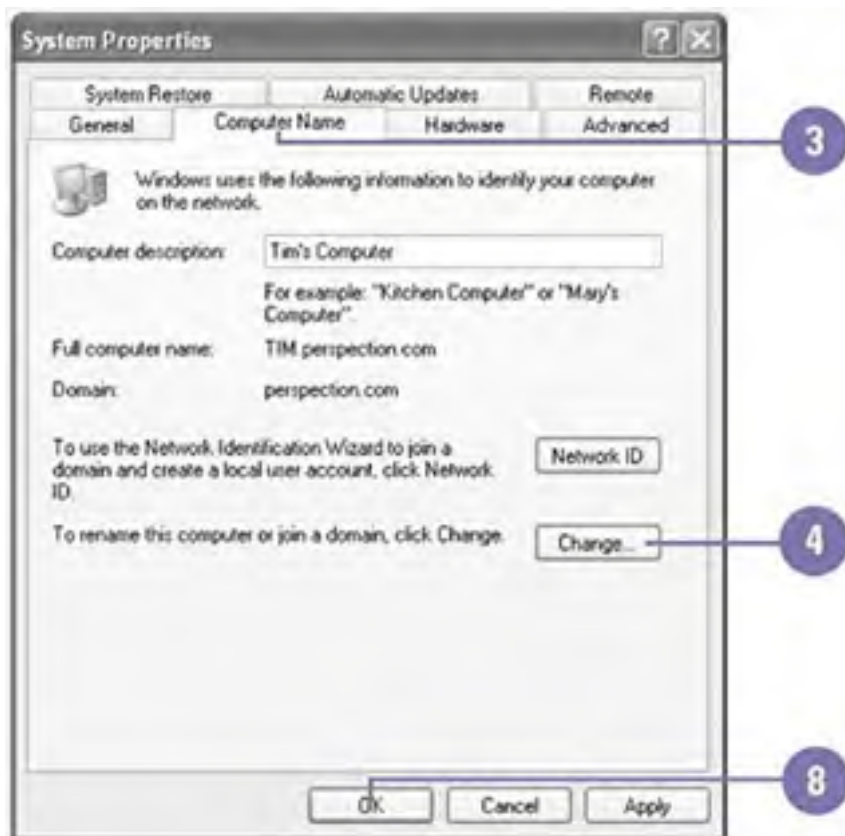 System Properties
System Restore Automatic Updates Remote
General Computer Name Hardware Advanced
3
Windows uses the following information to identify your computer
on the network.
Computer description: Tim's Computer
For example: "Kitchen Computer" or "Mary's
Computer".
Full computer name: TIM.perspection.com
Domain: perspection.com
To use the Network Identification Wizard to join a
domain and create a local user account, click Network
ID.
Network ID
To rename this computer or join a domain, click Change.
Change...
4
8
OK Cancel Apply